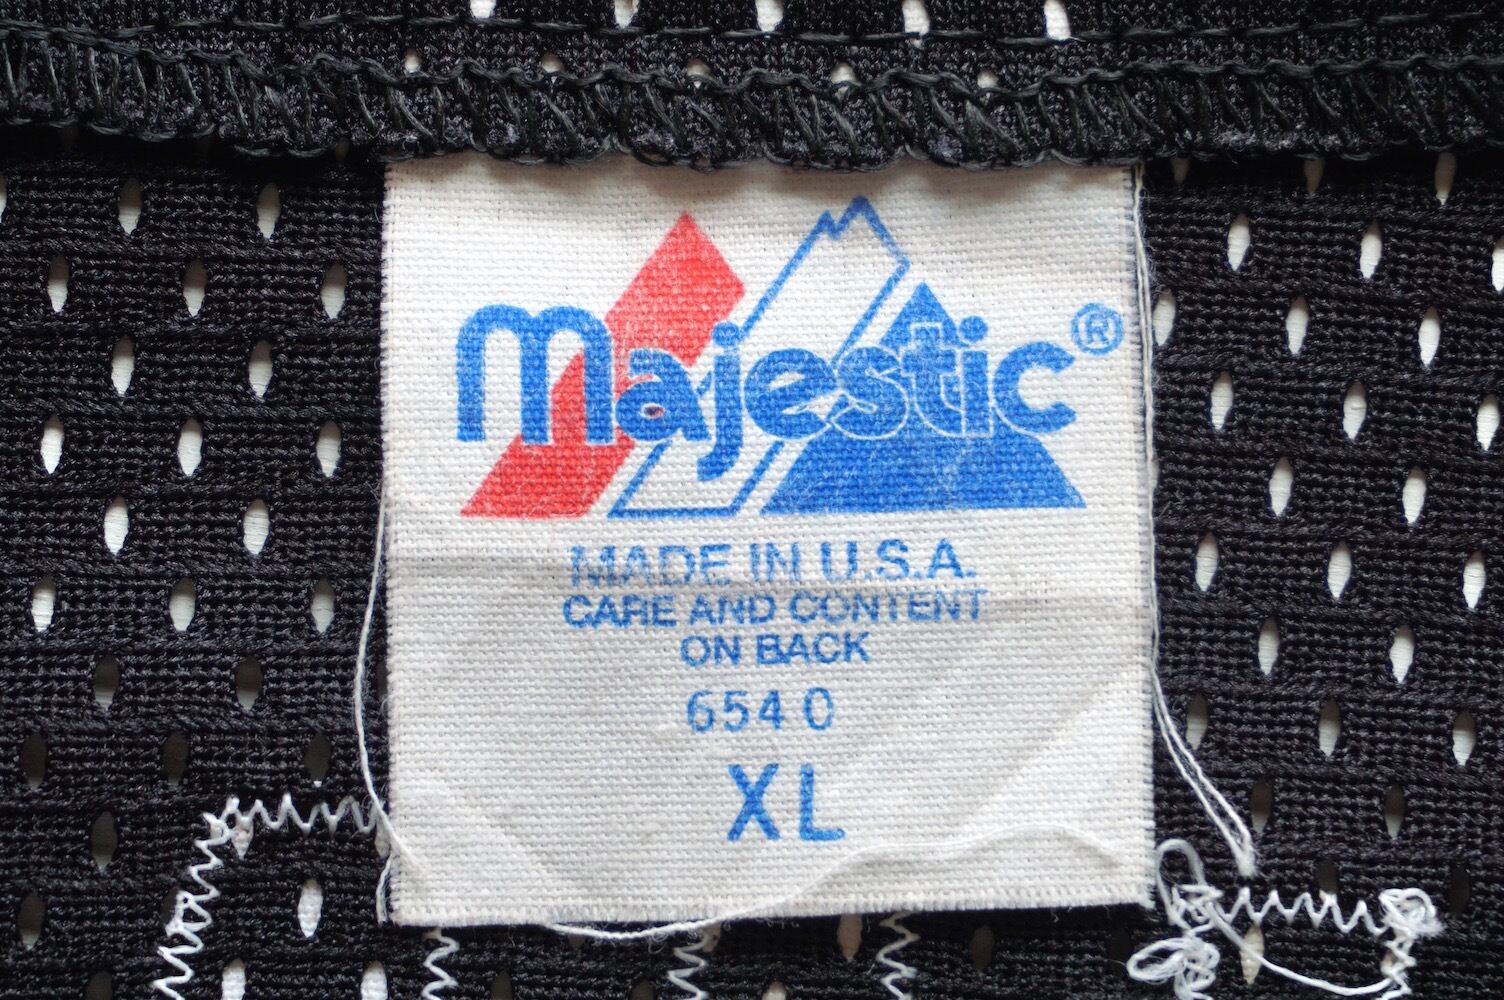 Majestic®
MADE IN U.S.A.
CARE AND CONTENT
ON BACK
6540
XL